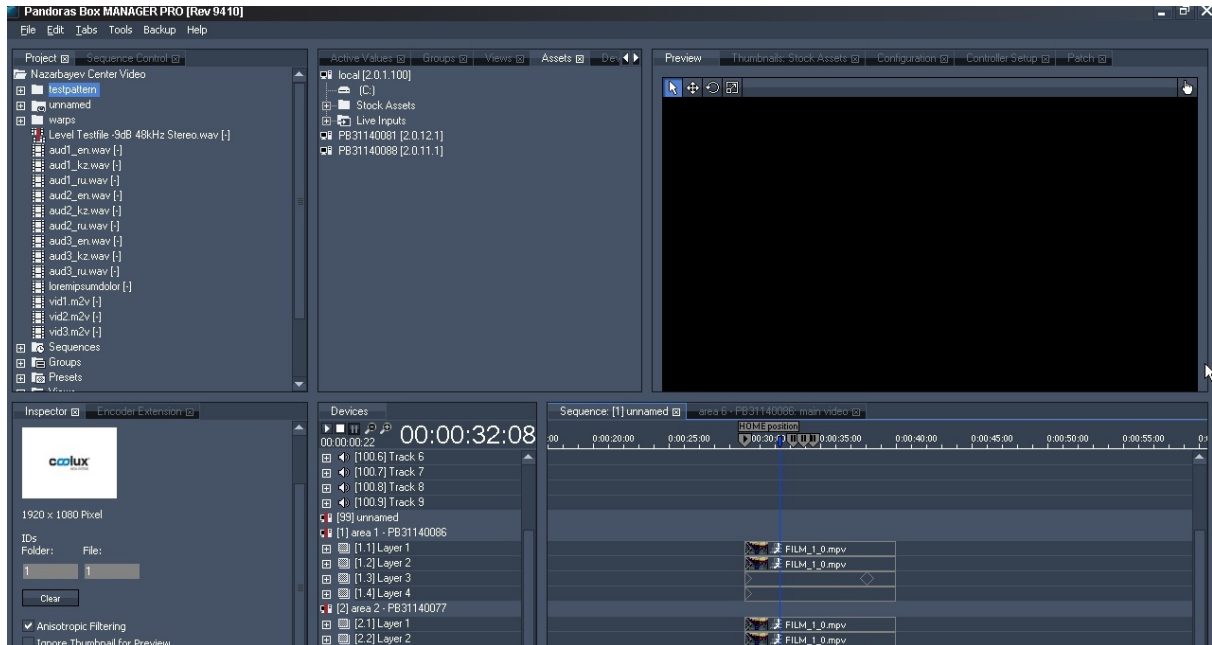 Pandoras Box MANAGER PRO [Rev 9410]
File Edit Tabs Tools Backup Help
Project Sequence Control
Nazarbayev Center Video
testpattern
unnamed
warps
Level Testfile -9dB 48kHz Stereo.wav [-]
aud1_en.wav [-]
aud1_kz.wav [-]
aud1_ru.wav [-]
aud2_en.wav [-]
aud2_kz.wav [-]
aud2_ru.wav [-]
aud3_en.wav [-]
aud3_kz.wav [-]
aud3_ru.wav [-]
loremipsumdolor [-]
vid1.m2v [-]
vid2.m2v [-]
vid3.m2v [-]
Sequences
Groups
Presets
Views
Active Values Groups Views Assets Dev
local [2.0.1.100]
(C:)
Stock Assets
Live Inputs
PB31140081 [2.0.12.1]
PB31140088 [2.0.11.1]
Preview Thumbnails: Stock Assets Configuration Controller Setup Patch
Inspector Encoder Extension
coolux
1920 x 1080 Pixel
IDs
Folder: File:
1 1
Clear
Anisotropic Filtering
Ignore Thumbnail for Preview
Devices
00:00:00:22 00:00:32:08
[100.6] Track 6
[100.7] Track 7
[100.8] Track 8
[100.9] Track 9
[99] unnamed
[1] area 1 - PB31140086
[1.1] Layer 1
[1.2] Layer 2
[1.3] Layer 3
[1.4] Layer 4
[2] area 2 - PB31140077
[2.1] Layer 1
[2.2] Layer 2
Sequence: [1] unnamed area 6 - PB31140086: main video
HOME position
:00 0:00:20:00 0:00:25:00 0:00:35:00 0:00:40:00 0:00:45:00 0:00:50:00 0:00:55:00
FILM_1_0.mpv
FILM_1_0.mpv
FILM_1_0.mpv
FILM_1_0.mpv